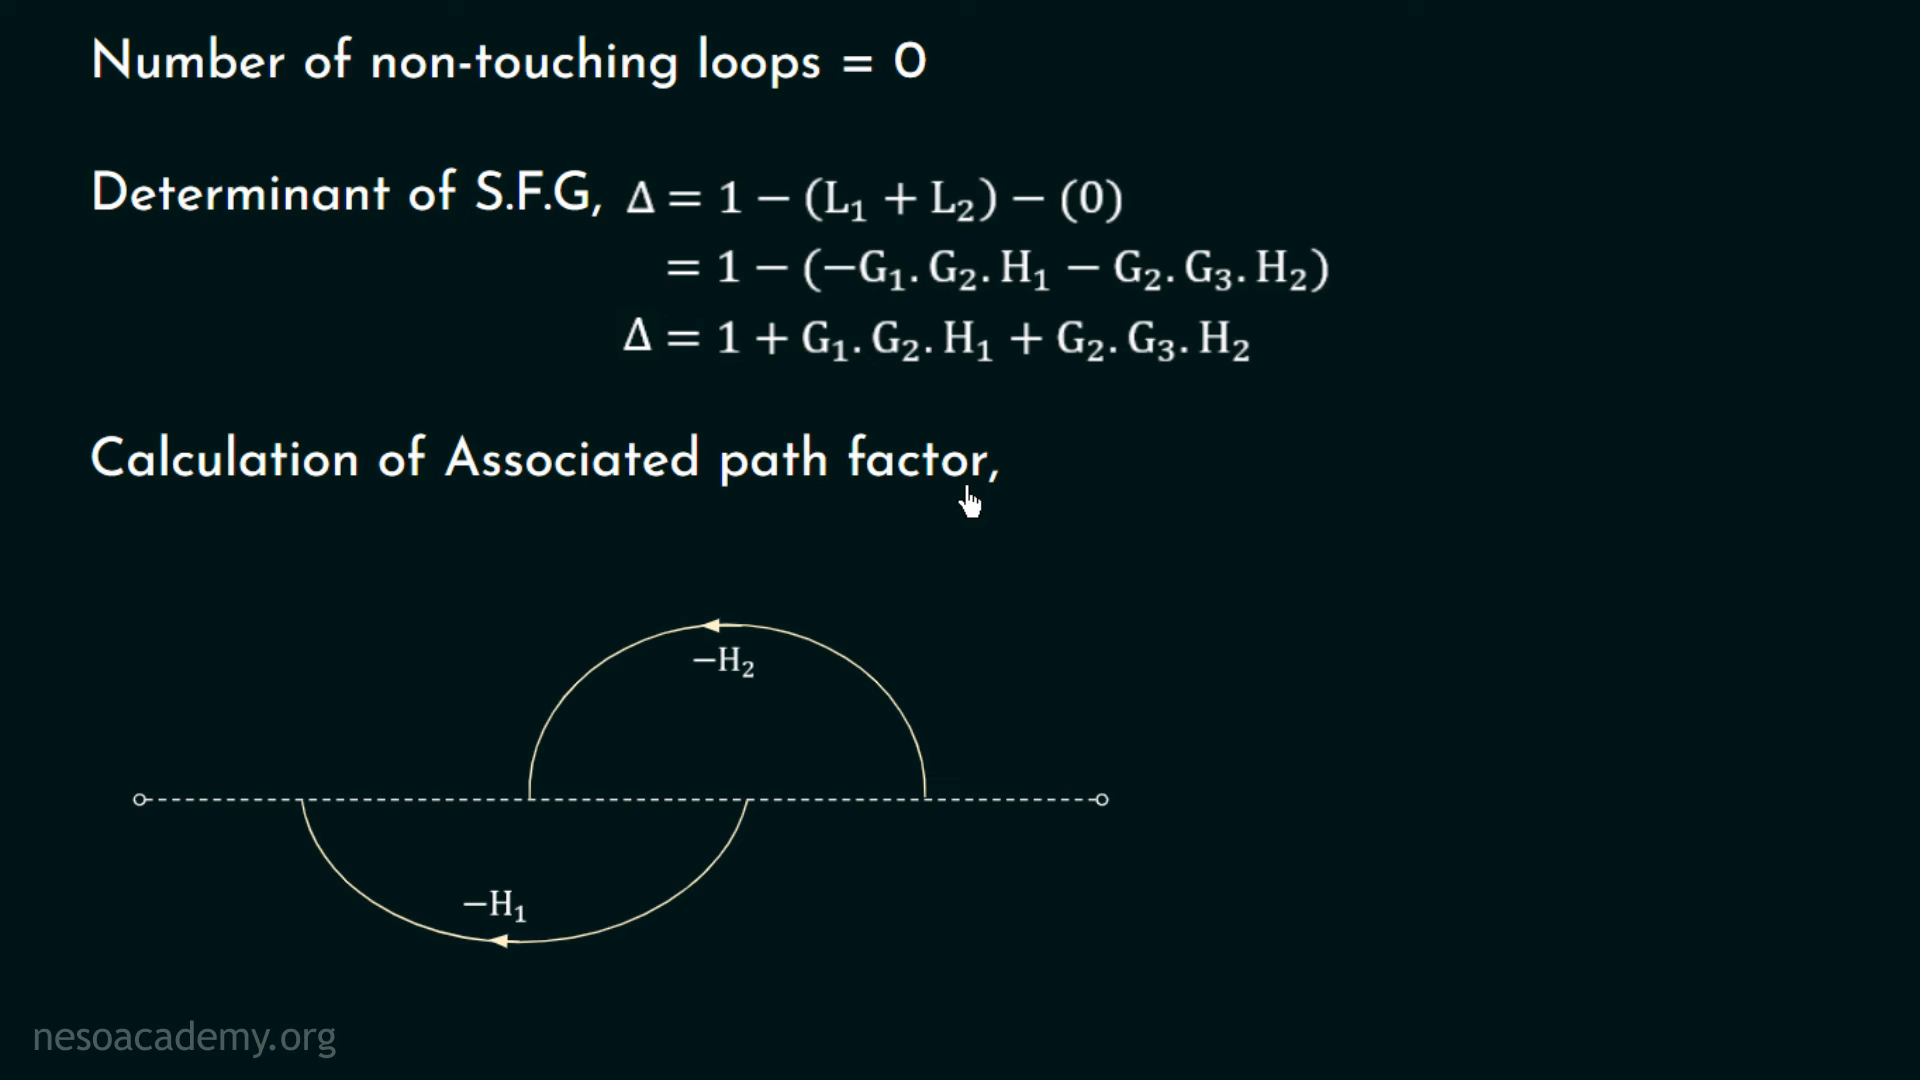 Number of non-touching loops = 0
Determinant of S.F.G, Δ = 1 − (L₁ + L₂) − (0)
= 1 − (−G₁. G₂. H₁ − G₂. G₃. H₂)
Δ = 1 + G₁. G₂. H₁ + G₂. G₃. H₂
Calculation of Associated path factor,
−H₂
−H₁
nesoacademy.org